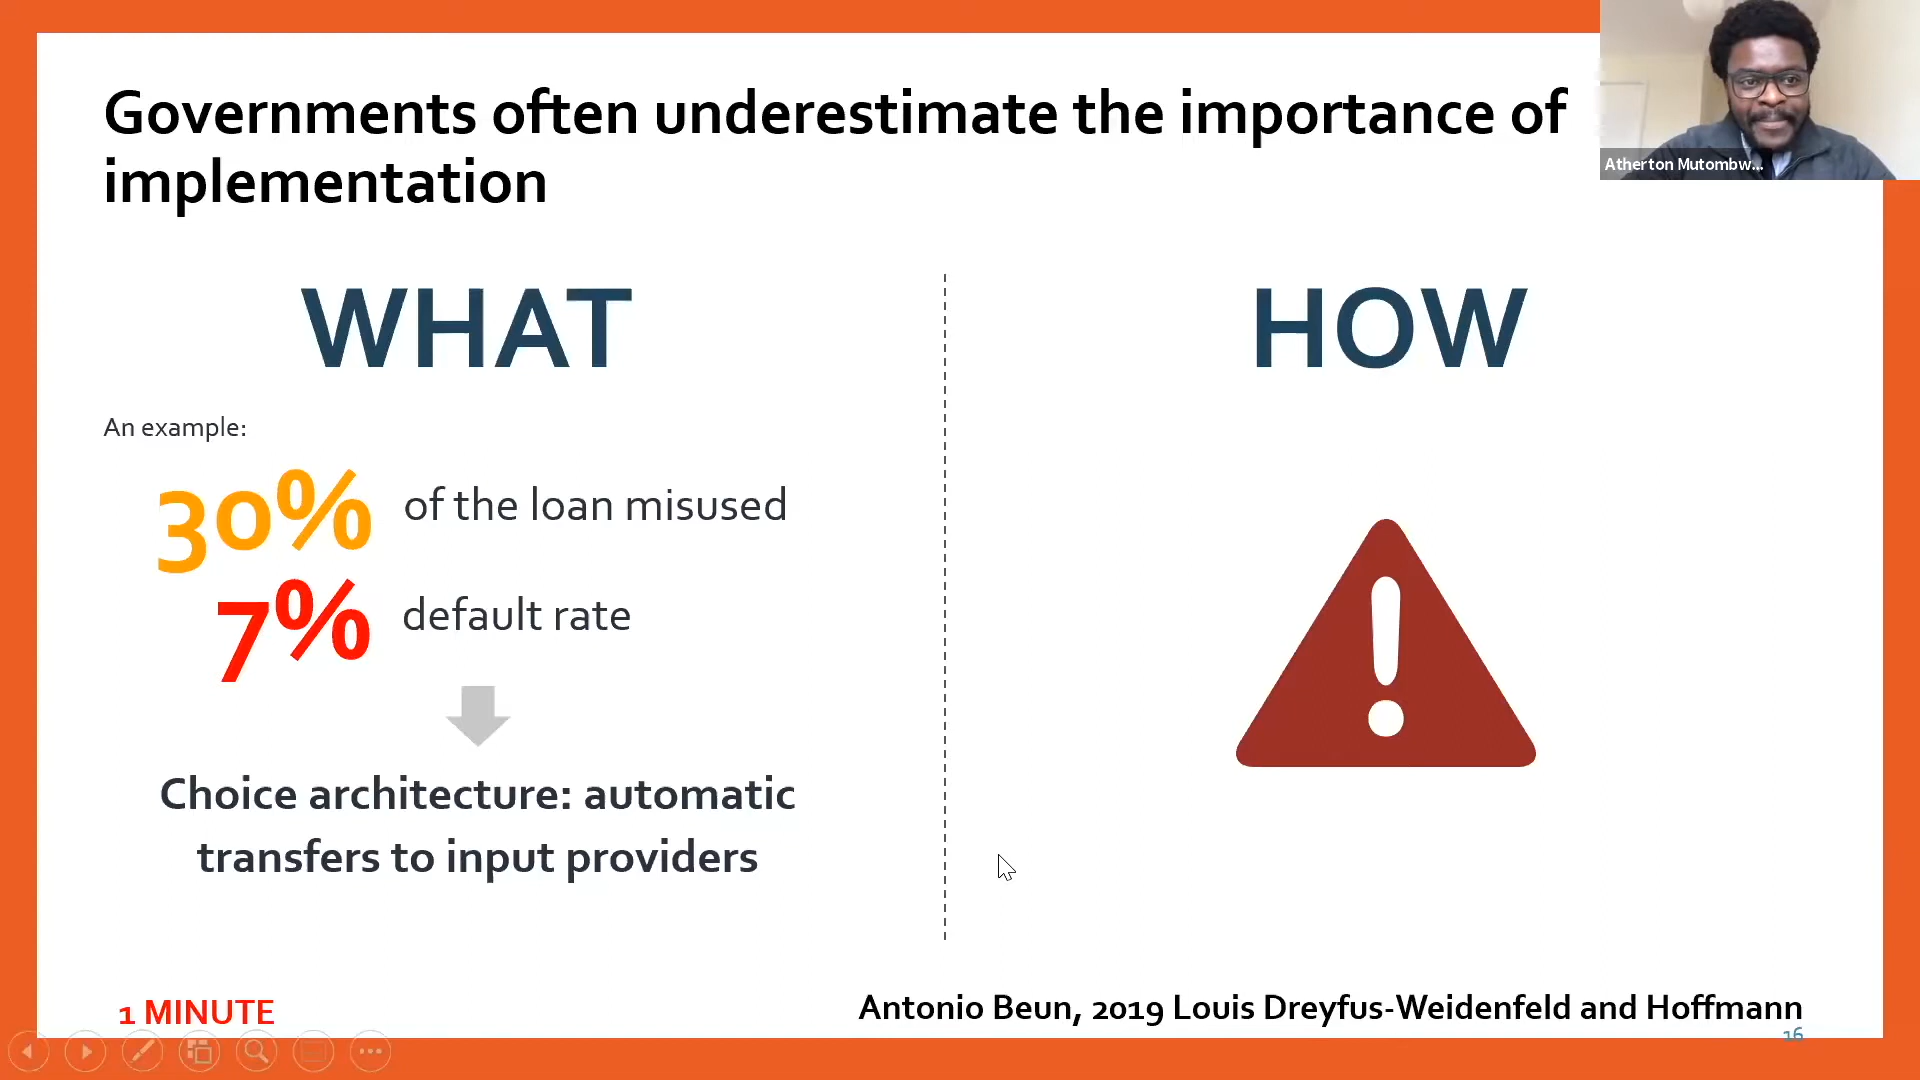 Governments often underestimate the importance of
implementation
Atherton Mutombw...
WHAT
HOW
An example:
30% of the loan misused
7% default rate
Choice architecture: automatic
transfers to input providers
1 MINUTE
Antonio Beun, 2019 Louis Dreyfus-Weidenfeld and Hoffmann
16